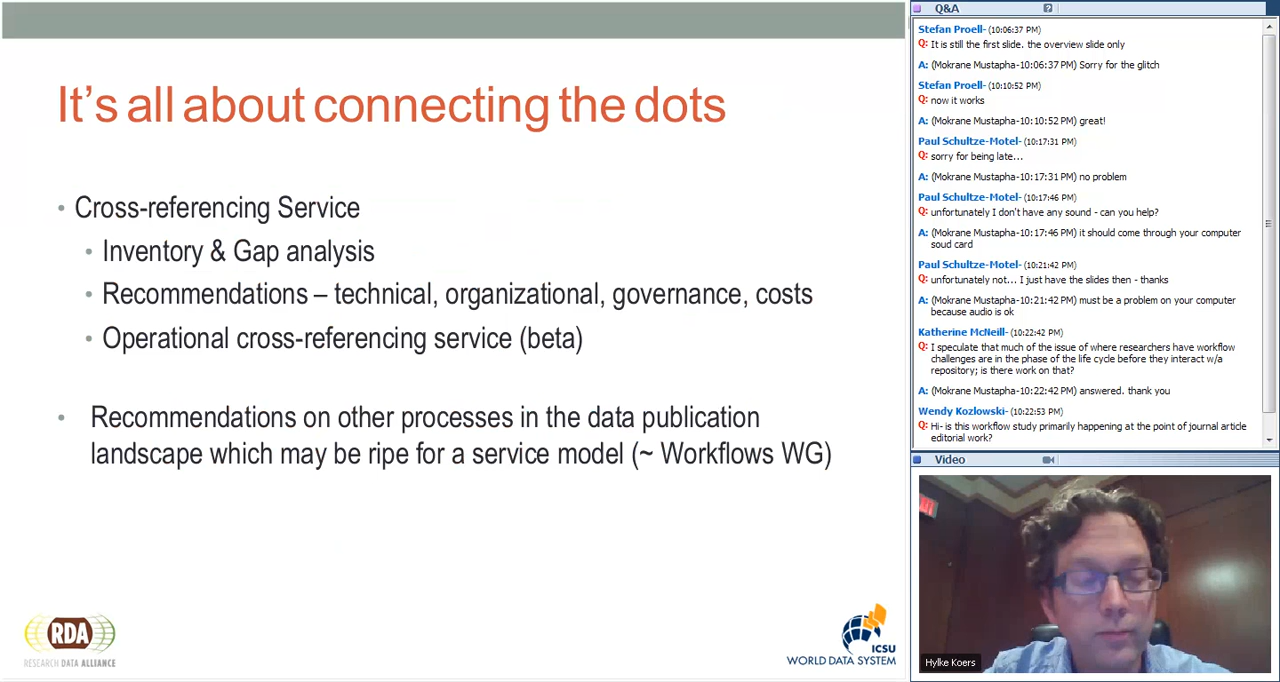 It's all about connecting the dots
• Cross-referencing Service
• Inventory & Gap analysis
• Recommendations – technical, organizational, governance, costs
• Operational cross-referencing service (beta)
• Recommendations on other processes in the data publication
landscape which may be ripe for a service model (~ Workflows WG)
RDA
RESEARCH DATA ALLIANCE
ICSU
WORLD DATA SYSTEM
Q&A
?
Stefan Proell- (10:06:37 PM)
Q: It is still the first slide. the overview slide only
A: (Mokrane Mustapha-10:06:37 PM) Sorry for the glitch
Stefan Proell- (10:10:52 PM)
Q: now it works
A: (Mokrane Mustapha-10:10:52 PM) great!
Paul Schultze-Motel- (10:17:31 PM)
Q: sorry for being late...
A: (Mokrane Mustapha-10:17:31 PM) no problem
Paul Schultze-Motel- (10:17:46 PM)
Q: unfortunately I don't have any sound - can you help?
A: (Mokrane Mustapha-10:17:46 PM) it should come through your computer
soud card
Paul Schultze-Motel- (10:21:42 PM)
Q: unfortunately not... I just have the slides then - thanks
A: (Mokrane Mustapha-10:21:42 PM) must be a problem on your computer
because audio is ok
Katherine McNeill- (10:22:42 PM)
Q: I speculate that much of the issue of where researchers have workflow
challenges are in the phase of the life cycle before they interact w/a
repository; is there work on that?
A: (Mokrane Mustapha-10:22:42 PM) answered. thank you
Wendy Kozlowski- (10:22:53 PM)
Q: Hi- is this workflow study primarily happening at the point of journal article
editorial work?
Video
Hylke Koers